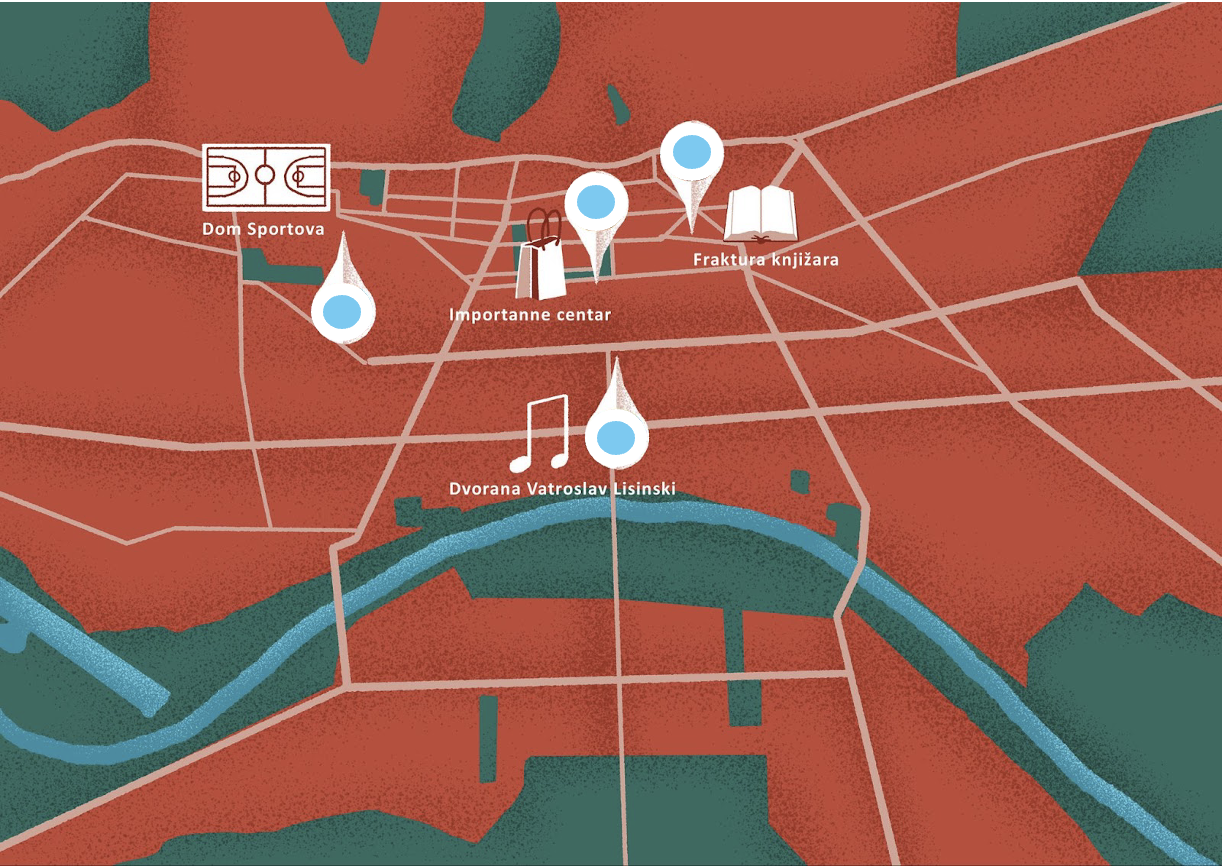 Dom Sportova
Fraktura knjižara
Importanne centar
Dvorana Vatroslav Lisinski